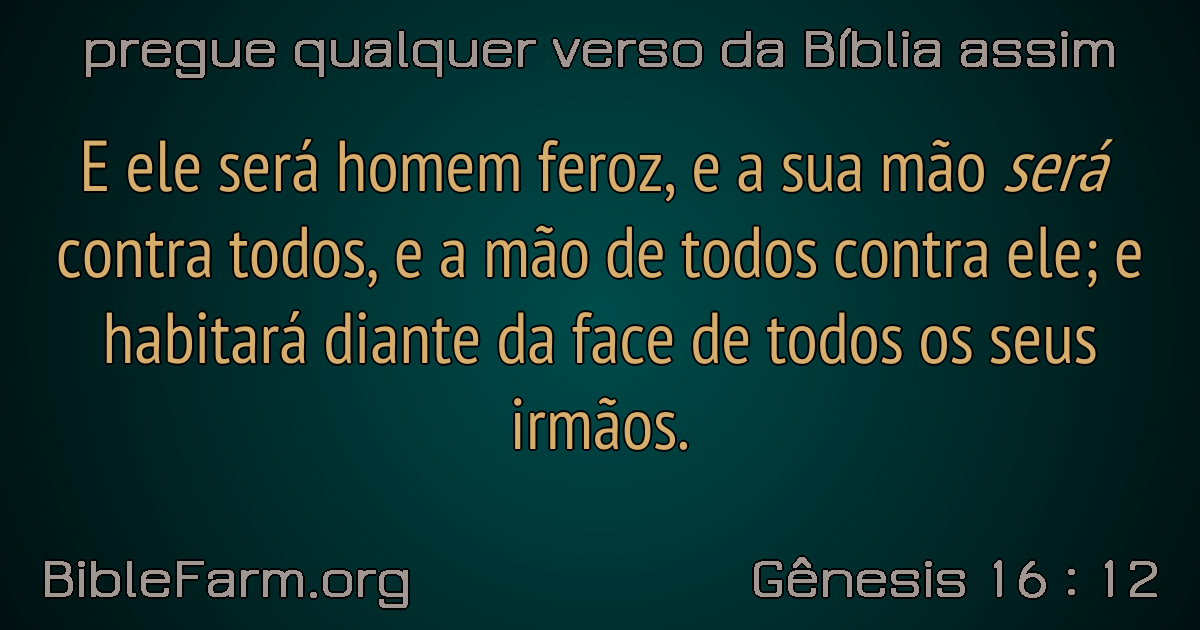 pregue qualquer verso da Bíblia assim
E ele será homem feroz, e a sua mão será
contra todos, e a mão de todos contra ele; e
habitará diante da face de todos os seus
irmãos.
BibleFarm.org
Gênesis 16 : 12